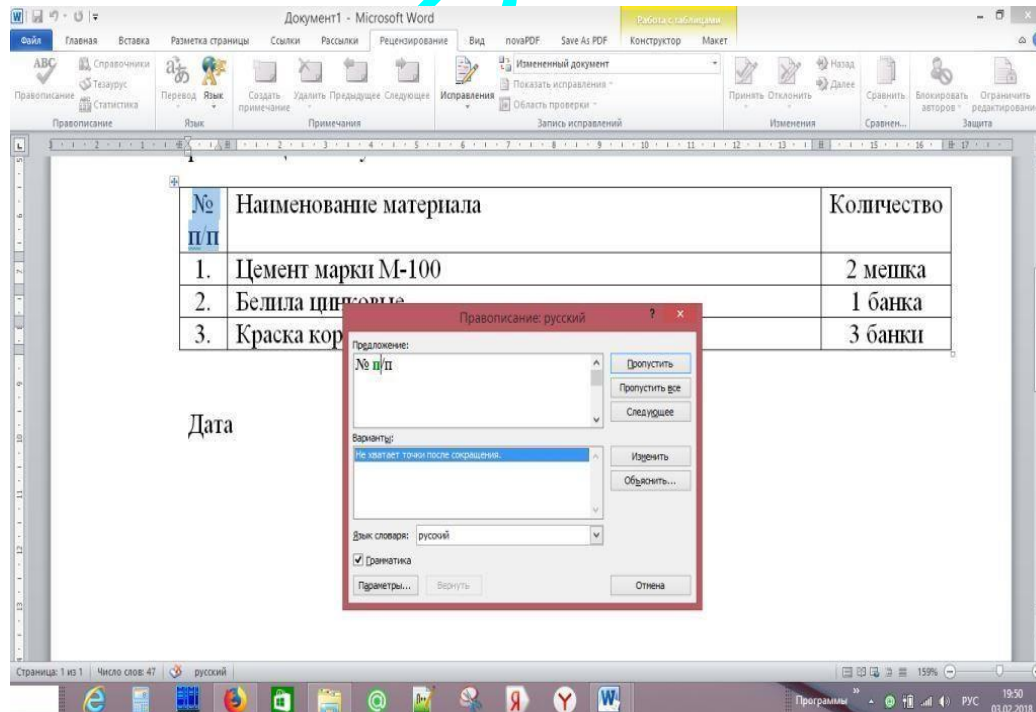 Документ1 - Microsoft Word
Работа с таблицами
Файл Главная Вставка Разметка страницы Ссылки Рассылки Рецензирование Вид novaPDF Save As PDF Конструктор Макет
ABC
Правописание
Справочники
Тезаурус
Статистика
Правописание
Перевод Язык
Язык
Создать примечание
Удалить Предыдущее Следующее
Примечания
Исправления
Измененный документ
Показать исправления
Область проверки
Запись исправлений
Принять Отклонить
Назад
Далее
Изменения
Сравнить
Сравнен...
Блокировать авторов
Ограничить
Защита
№ п/п
Наименование материала
Количество
1. Цемент марки М-100 2 мешка
2. Белила цинковые 1 банка
3. Краска кор 3 банки
Дата
Правописание: русский
Предложение:
№ п/п
Пропустить
Пропустить все
Следующее
Варианты:
Не хватает точки после сокращения.
Изменить
Объяснить...
Язык словаря: русский
Грамматика
Параметры... Вернуть Отмена
Страница: 1 из 1 Число слов: 47 русский 159%
Программы РУС 19:50
03.02.2018